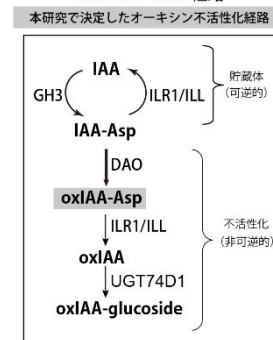 本研究で決定したオーキシン不活性化経路
IAA
GH3
ILR1/ILL
IAA-Asp
貯蔵体
(可逆的)
DAO
oxIAA-Asp
ILR1/ILL
oxIAA
UGT74D1
oxIAA-glucoside
不活性化
(非可逆的)